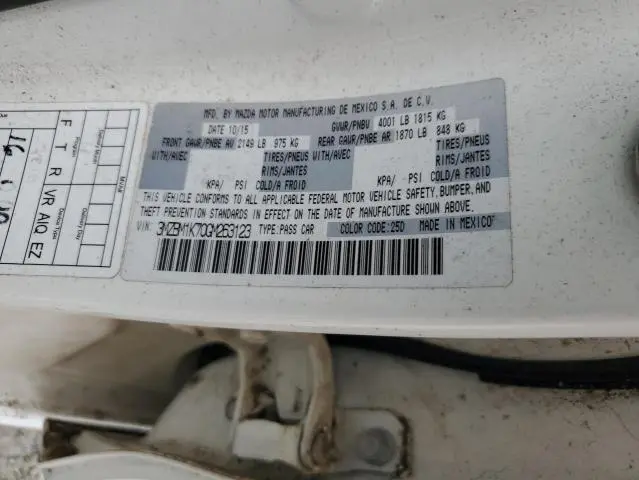 MFD. BY MAZDA MOTOR MANUFACTURING DE MEXICO S.A. DE C.V.
DATE 10/15 GVWR/PNBV 4001 LB 1815 KG
FRONT GAWR/PNBE AV 2149 LB 975 KG REAR GAWR/PNBE AR 1870 LB 848 KG
WITH/AVEC TIRES/PNEUS WITH/AVEC TIRES/PNEUS
RIMS/JANTES RIMS/JANTES
KPA/ PSI COLD/A FROID KPA/ PSI COLD/A FROID
THIS VEHICLE CONFORMS TO ALL APPLICABLE FEDERAL MOTOR VEHICLE SAFETY, BUMPER, AND
THEFT PREVENTION STANDARDS IN EFFECT ON THE DATE OF MANUFACTURE SHOWN ABOVE.
VIN: 3MZBM1K70GM263123 TYPE:PASS CAR COLOR CODE:25D MADE IN MEXICO
F T R VR AIQ EZ